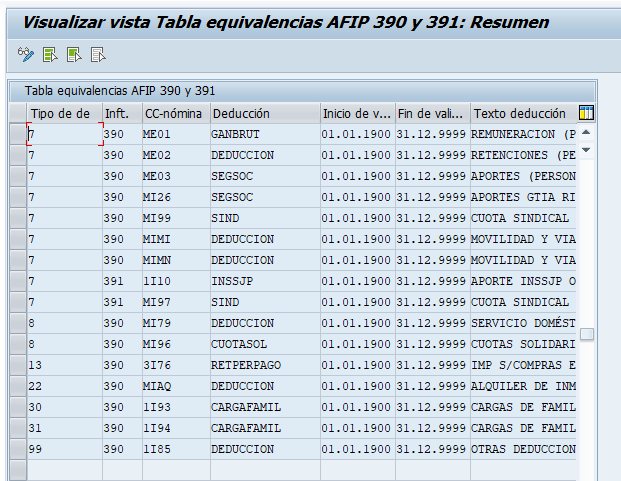 Visualizar vista Tabla equivalencias AFIP 390 y 391: Resumen
Tabla equivalencias AFIP 390 y 391
Tipo de de Inft. CC-nómina Deducción Inicio de v... Fin de vali... Texto deducción
7 390 ME01 GANBRUT 01.01.1900 31.12.9999 REMUNERACION (P
7 390 ME02 DEDUCCION 01.01.1900 31.12.9999 RETENCIONES (PE
7 390 ME03 SEGSOC 01.01.1900 31.12.9999 APORTES (PERSON
7 390 MI26 SEGSOC 01.01.1900 31.12.9999 APORTES GTIA RI
7 390 MI99 SIND 01.01.1900 31.12.9999 CUOTA SINDICAL
7 390 MIMI DEDUCCION 01.01.1900 31.12.9999 MOVILIDAD Y VIA
7 390 MIMN DEDUCCION 01.01.1900 31.12.9999 MOVILIDAD Y VIA
7 391 1I10 INSSJP 01.01.1900 31.12.9999 APORTE INSSJP O
7 391 MI97 SIND 01.01.1900 31.12.9999 CUOTA SINDICAL
8 390 MI79 DEDUCCION 01.01.1900 31.12.9999 SERVICIO DOMÉST
8 390 MI96 CUOTASOL 01.01.1900 31.12.9999 CUOTAS SOLIDARI
13 390 3I76 RETPERPAGO 01.01.1900 31.12.9999 IMP S/COMPRAS E
22 390 MIAQ DEDUCCION 01.01.1900 31.12.9999 ALQUILER DE INM
30 390 1I93 CARGAFAMIL 01.01.1900 31.12.9999 CARGAS DE FAMIL
31 390 1I94 CARGAFAMIL 01.01.1900 31.12.9999 CARGAS DE FAMIL
99 390 1I85 DEDUCCION 01.01.1900 31.12.9999 OTRAS DEDUCCION